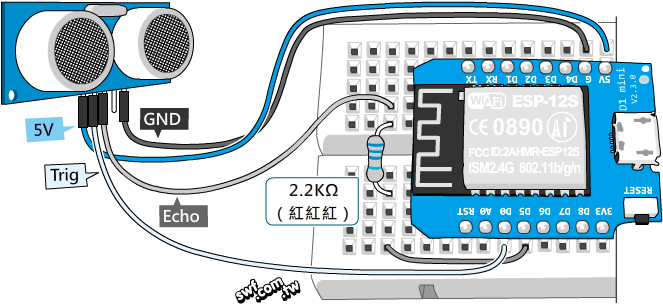 5V
GND
Trig
Echo
2.2KΩ
（紅紅紅）
TX
RX
D1
D2
D3
D4
G
5V
WiFi
ESP-12S
CE0890
Ai
FCC ID:2AHMR-ESP12S
ISM2.4G 802.11b/g/n
D1 mini
V2.3.0
RESET
RST
A0
D0
D5
D6
D7
D8
3V3
swf.com.tw